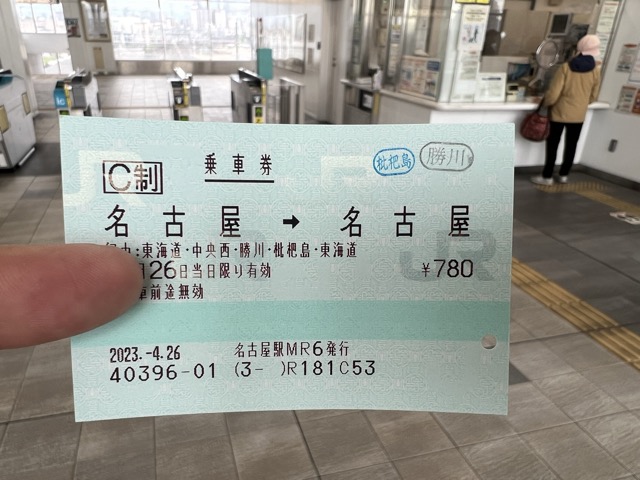 乗車券
C制
枇杷島
勝川
名古屋 → 名古屋
:東海道・中央西・勝川・枇杷島・東海道
26日当日限り有効
¥780
車前途無効
2023.-4.26 名古屋駅MR6発行
40396-01 (3- )R181C53
JR